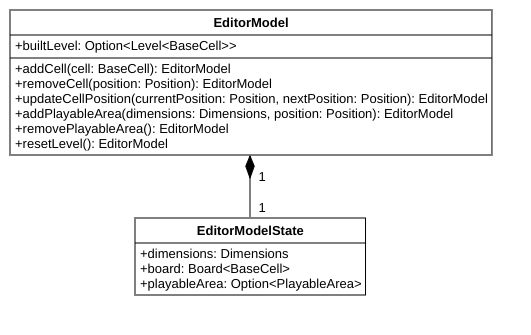 EditorModel
+builtLevel: Option<Level<BaseCell>>
+addCell(cell: BaseCell): EditorModel
+removeCell(position: Position): EditorModel
+updateCellPosition(currentPosition: Position, nextPosition: Position): EditorModel
+addPlayableArea(dimensions: Dimensions, position: Position): EditorModel
+removePlayableArea(): EditorModel
+resetLevel(): EditorModel
1
1
EditorModelState
+dimensions: Dimensions
+board: Board<BaseCell>
+playableArea: Option<PlayableArea>